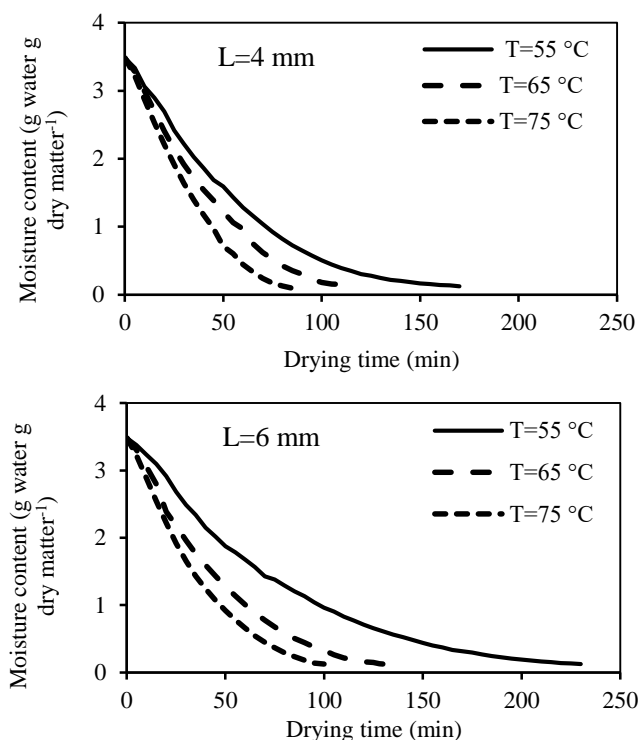 Moisture content (g water g
dry matter-1)
4
3
2
1
0
L=4 mm
T=55 °C
T=65 °C
T=75 °C
0 50 100 150 200 250
Drying time (min)
Moisture content (g water g
dry matter-1)
4
3
2
1
0
L=6 mm
T=55 °C
T=65 °C
T=75 °C
0 50 100 150 200 250
Drying time (min)